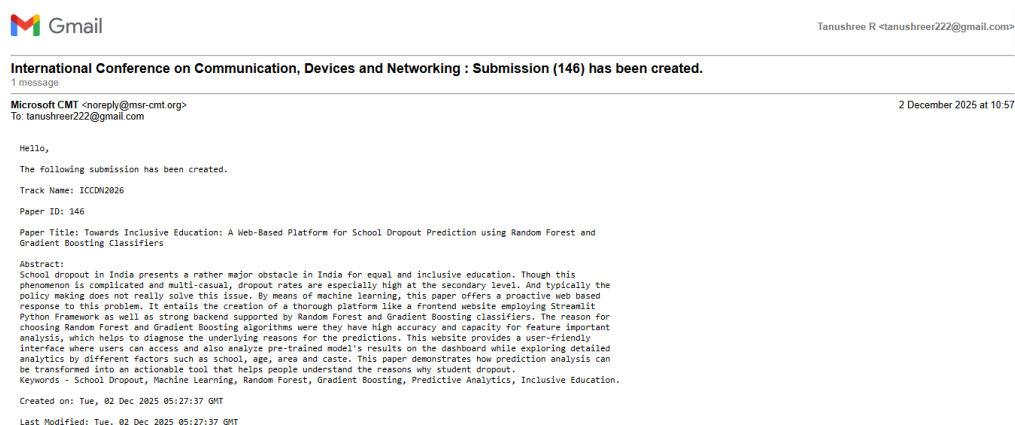 Gmail
Tanushree R <tanushreer222@gmail.com>
International Conference on Communication, Devices and Networking : Submission (146) has been created.
1 message
Microsoft CMT <noreply@msr-cmt.org>
2 December 2025 at 10:57
To: tanushreer222@gmail.com
Hello,
The following submission has been created.
Track Name: ICCDN2026
Paper ID: 146
Paper Title: Towards Inclusive Education: A Web-Based Platform for School Dropout Prediction using Random Forest and
Gradient Boosting Classifiers
Abstract:
School dropout in India presents a rather major obstacle in India for equal and inclusive education. Though this
phenomenon is complicated and multi-casual, dropout rates are especially high at the secondary level. And typically the
policy making does not really solve this issue. By means of machine learning, this paper offers a proactive web based
response to this problem. It entails the creation of a thorough platform like a frontend website employing Streamlit
Python Framework as well as strong backend supported by Random Forest and Gradient Boosting classifiers. The reason for
choosing Random Forest and Gradient Boosting algorithms were they have high accuracy and capacity for feature important
analysis, which helps to diagnose the underlying reasons for the predictions. This website provides a user-friendly
interface where users can access and also analyze pre-trained model's results on the dashboard while exploring detailed
analytics by different factors such as school, age, area and caste. This paper demonstrates how prediction analysis can
be transformed into an actionable tool that helps people understand the reasons why student dropout.
Keywords - School Dropout, Machine Learning, Random Forest, Gradient Boosting, Predictive Analytics, Inclusive Education.
Created on: Tue, 02 Dec 2025 05:27:37 GMT
Last Modified: Tue, 02 Dec 2025 05:27:37 GMT